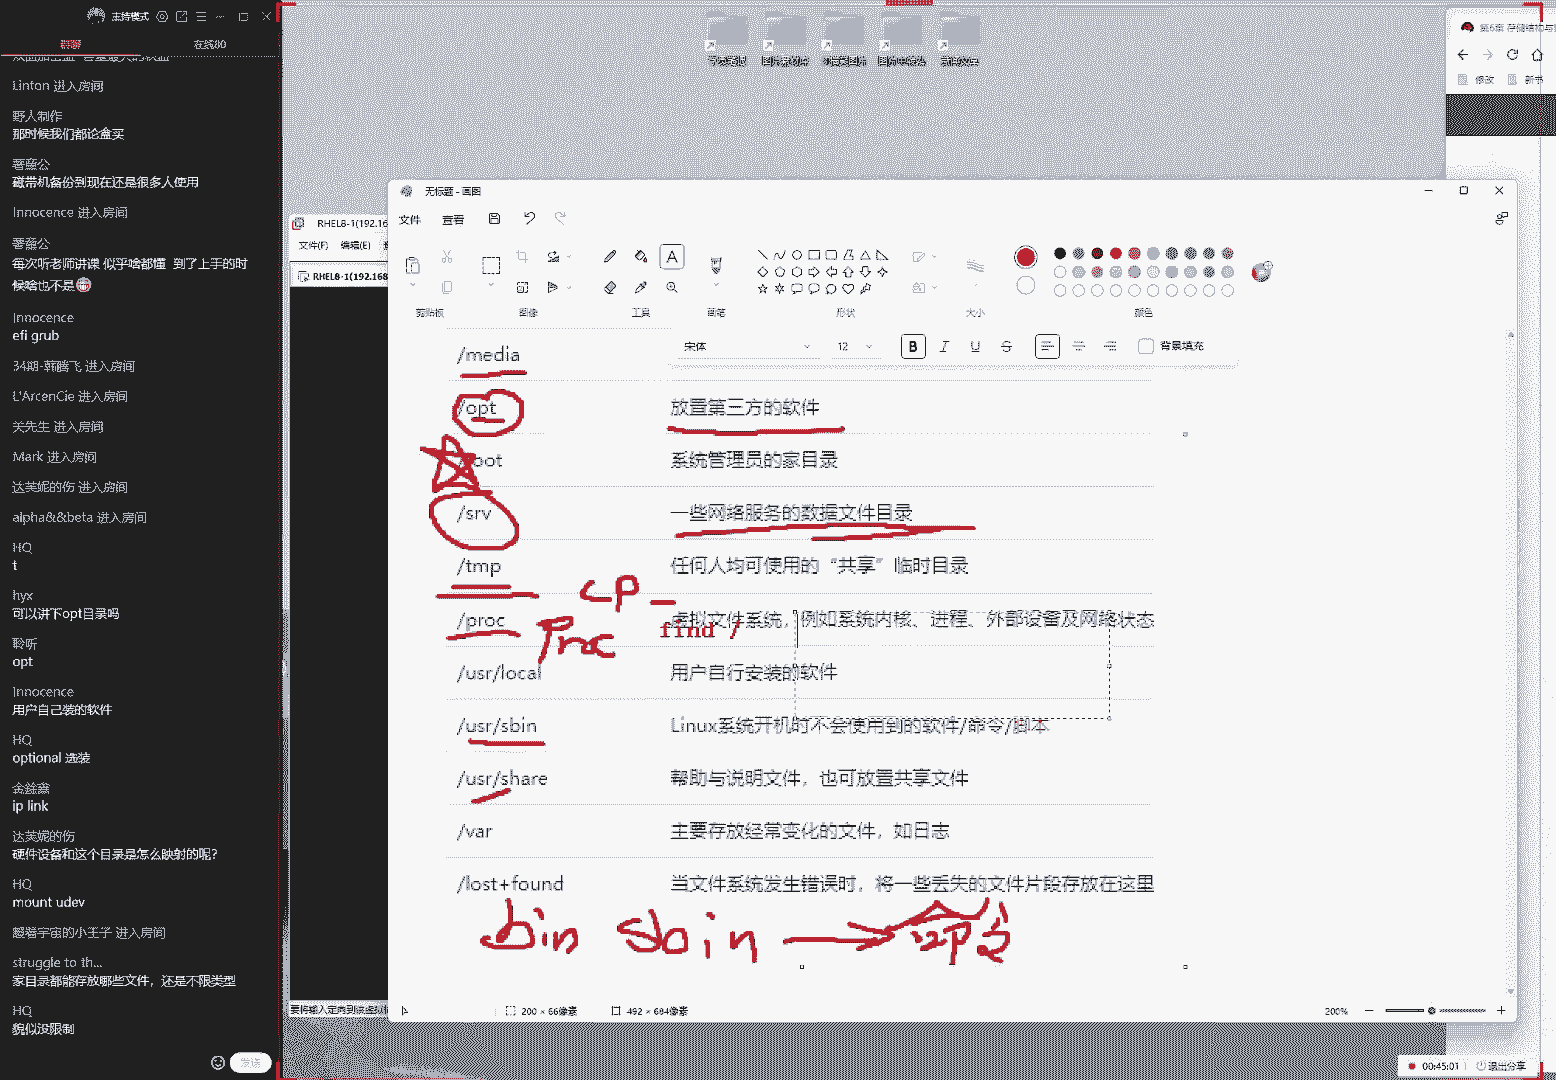 主持模式
群聊
在线80
Linton 进入房间
野人制作
那时候我们都论盒买
磁带机备份到现在还是很多人使用
Innocence 进入房间
每次听老师讲课 似乎啥都懂 到了上手的时
候啥也不是
Innocence
efi grub
34期-韩腾飞 进入房间
L'ArcenCie 进入房间
关先生 进入房间
Mark 进入房间
达芙妮的伤 进入房间
alpha&&beta 进入房间
HQ
t
hyx
可以讲下opt目录吗
聆听
opt
Innocence
用户自己装的软件
HQ
optional 选装
ip link
达芙妮的伤
硬件设备和这个目录是怎么映射的呢?
HQ
mount udev
超喵宇宙的小王子 进入房间
struggle to th...
家目录都能存放哪些文件，还是不限类型
HQ
貌似没限制
发送
第6章 存储结构与
修改
新书
RHEL8-1(192.16
文件(F) 编辑(E)
RHEL8-1(192.168
无标题 - 画图
文件 查看
剪贴板
图像
工具
画笔
形状
大小
颜色
宋体
12
B I U S
背景填充
/media
/opt 放置第三方的软件
/root 系统管理员的家目录
/srv 一些网络服务的数据文件目录
/tmp 任何人均可使用的“共享”临时目录
cp
/proc 虚拟文件系统，例如系统内核、进程、外部设备及网络状态
find /
/usr/local 用户自行安装的软件
/usr/sbin Linux系统开机时不会使用到的软件/命令/脚本
/usr/share 帮助与说明文件，也可放置共享文件
/var 主要存放经常变化的文件，如日志
/lost+found 当文件系统发生错误时，将一些丢失的文件片段存放在这里
bin sbin
200 × 66像素
492 × 684像素
200%
00:45:01
退出分享